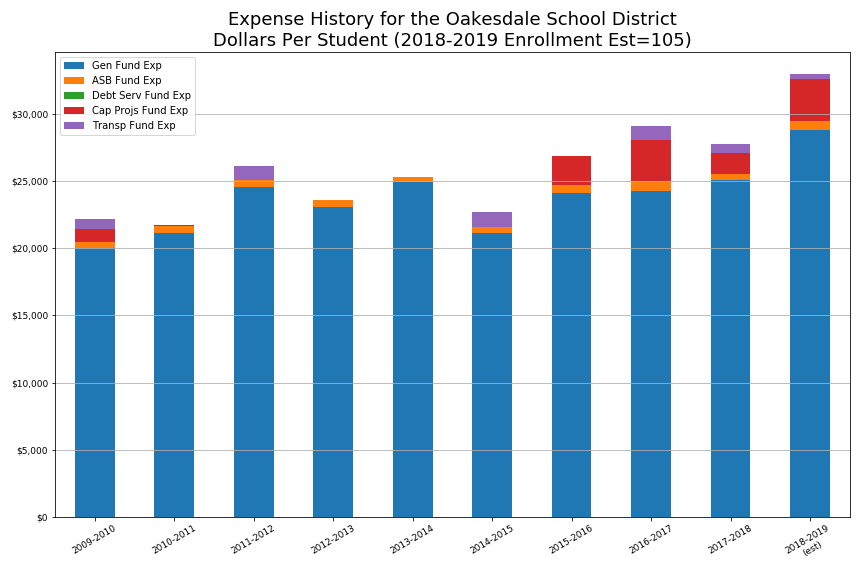 Expense History for the Oakesdale School District
Dollars Per Student (2018-2019 Enrollment Est=105)
Gen Fund Exp
ASB Fund Exp
Debt Serv Fund Exp
Cap Projs Fund Exp
Transp Fund Exp
$30,000
$25,000
$20,000
$15,000
$10,000
$5,000
$0
2009-2010
2010-2011
2011-2012
2012-2013
2013-2014
2014-2015
2015-2016
2016-2017
2017-2018
2018-2019
(est)